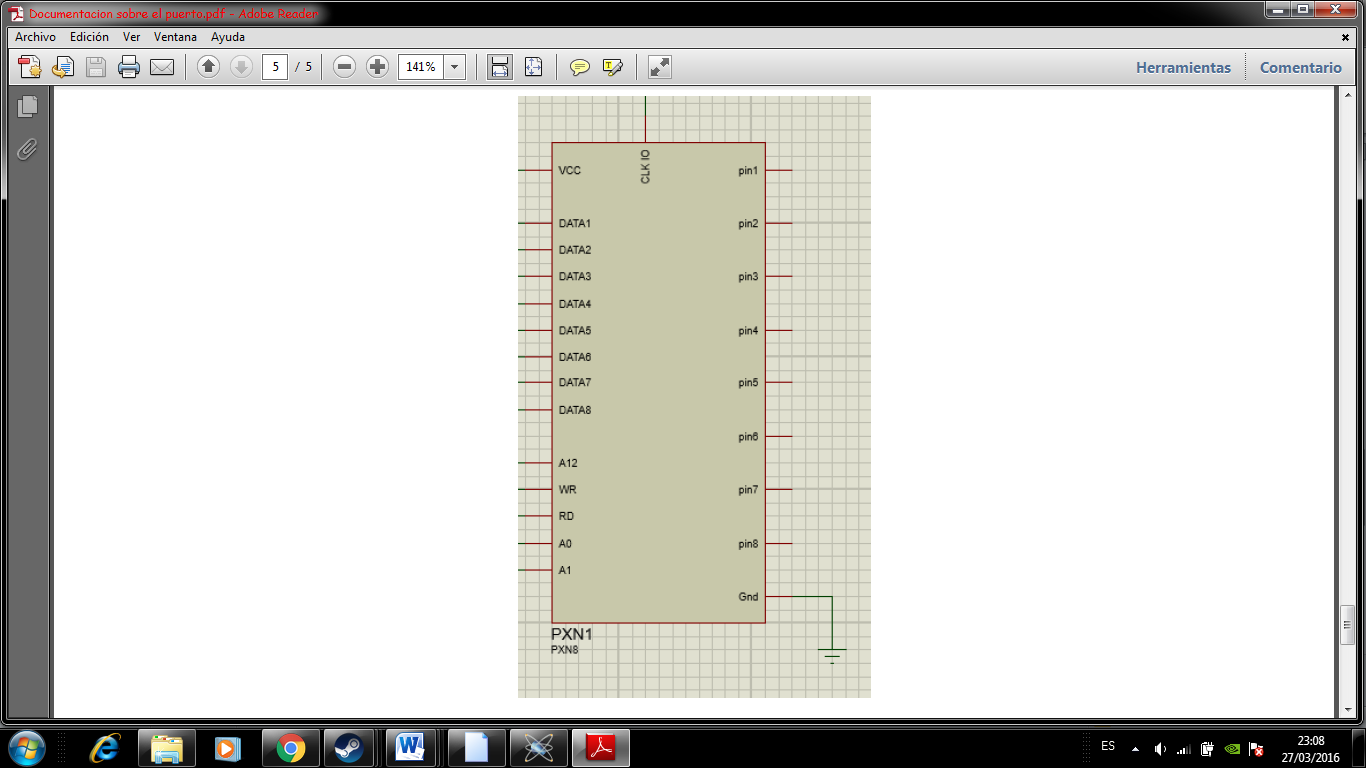 Documentacion sobre el puerto.pdf - Adobe Reader
Archivo Edición Ver Ventana Ayuda
5 / 5 141% Herramientas Comentario
CLK IO
VCC pin1
DATA1 pin2
DATA2
DATA3 pin3
DATA4
DATA5 pin4
DATA6
DATA7 pin5
DATA8
pin6
A12
WR pin7
RD
A0 pin8
A1
Gnd
PXN1
PXN8
ES 23:08
27/03/2016